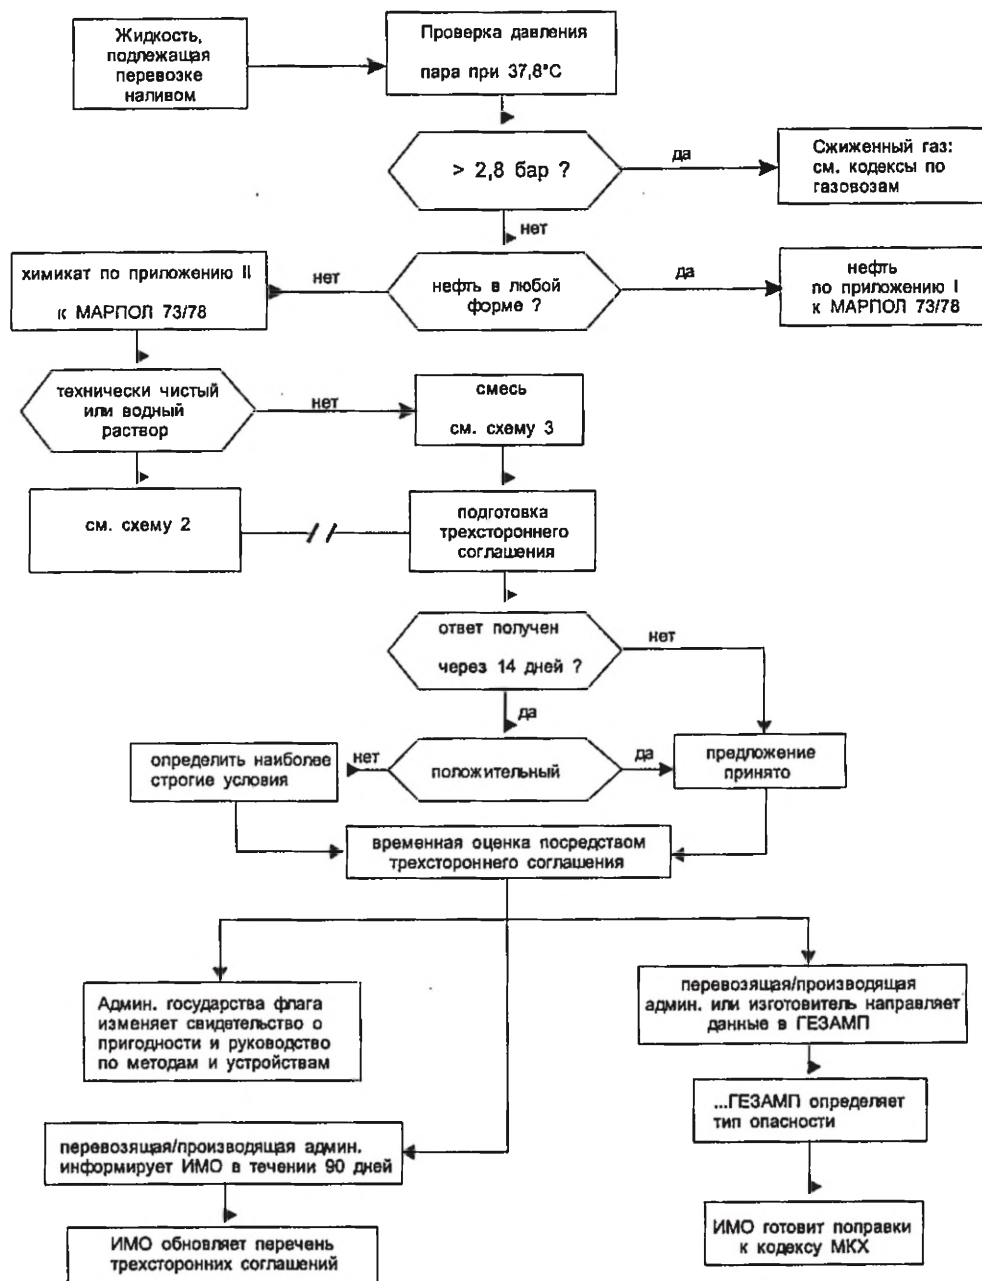 Жидкость,
подлежащая
перевозке
наливом
Проверка давления
пара при 37,8°C
> 2,8 бар ?
да
Сжиженный газ:
см. кодексы по
газовозам
нет
химикат по приложению II
к МАРПОЛ 73/78
нет
нефть в любой
форме ?
да
нефть
по приложению I
к МАРПОЛ 73/78
технически чистый
или водный
раствор
нет
смесь
см. схему 3
см. схему 2
подготовка
трехстороннего
соглашения
ответ получен
через 14 дней ?
нет
да
определить наиболее
строгие условия
нет
положительный
да
предложение
принято
временная оценка посредством
трехстороннего соглашения
Админ. государства флага
изменяет свидетельство о
пригодности и руководство
по методам и устройствам
перевозящая/производящая
админ. или изготовитель направляет
данные в ГЕЗАМП
...ГЕЗАМП определяет
тип опасности
перевозящая/производящая админ.
информирует ИМО в течении 90 дней
ИМО готовит поправки
к кодексу МКХ
ИМО обновляет перечень
трехсторонних соглашений